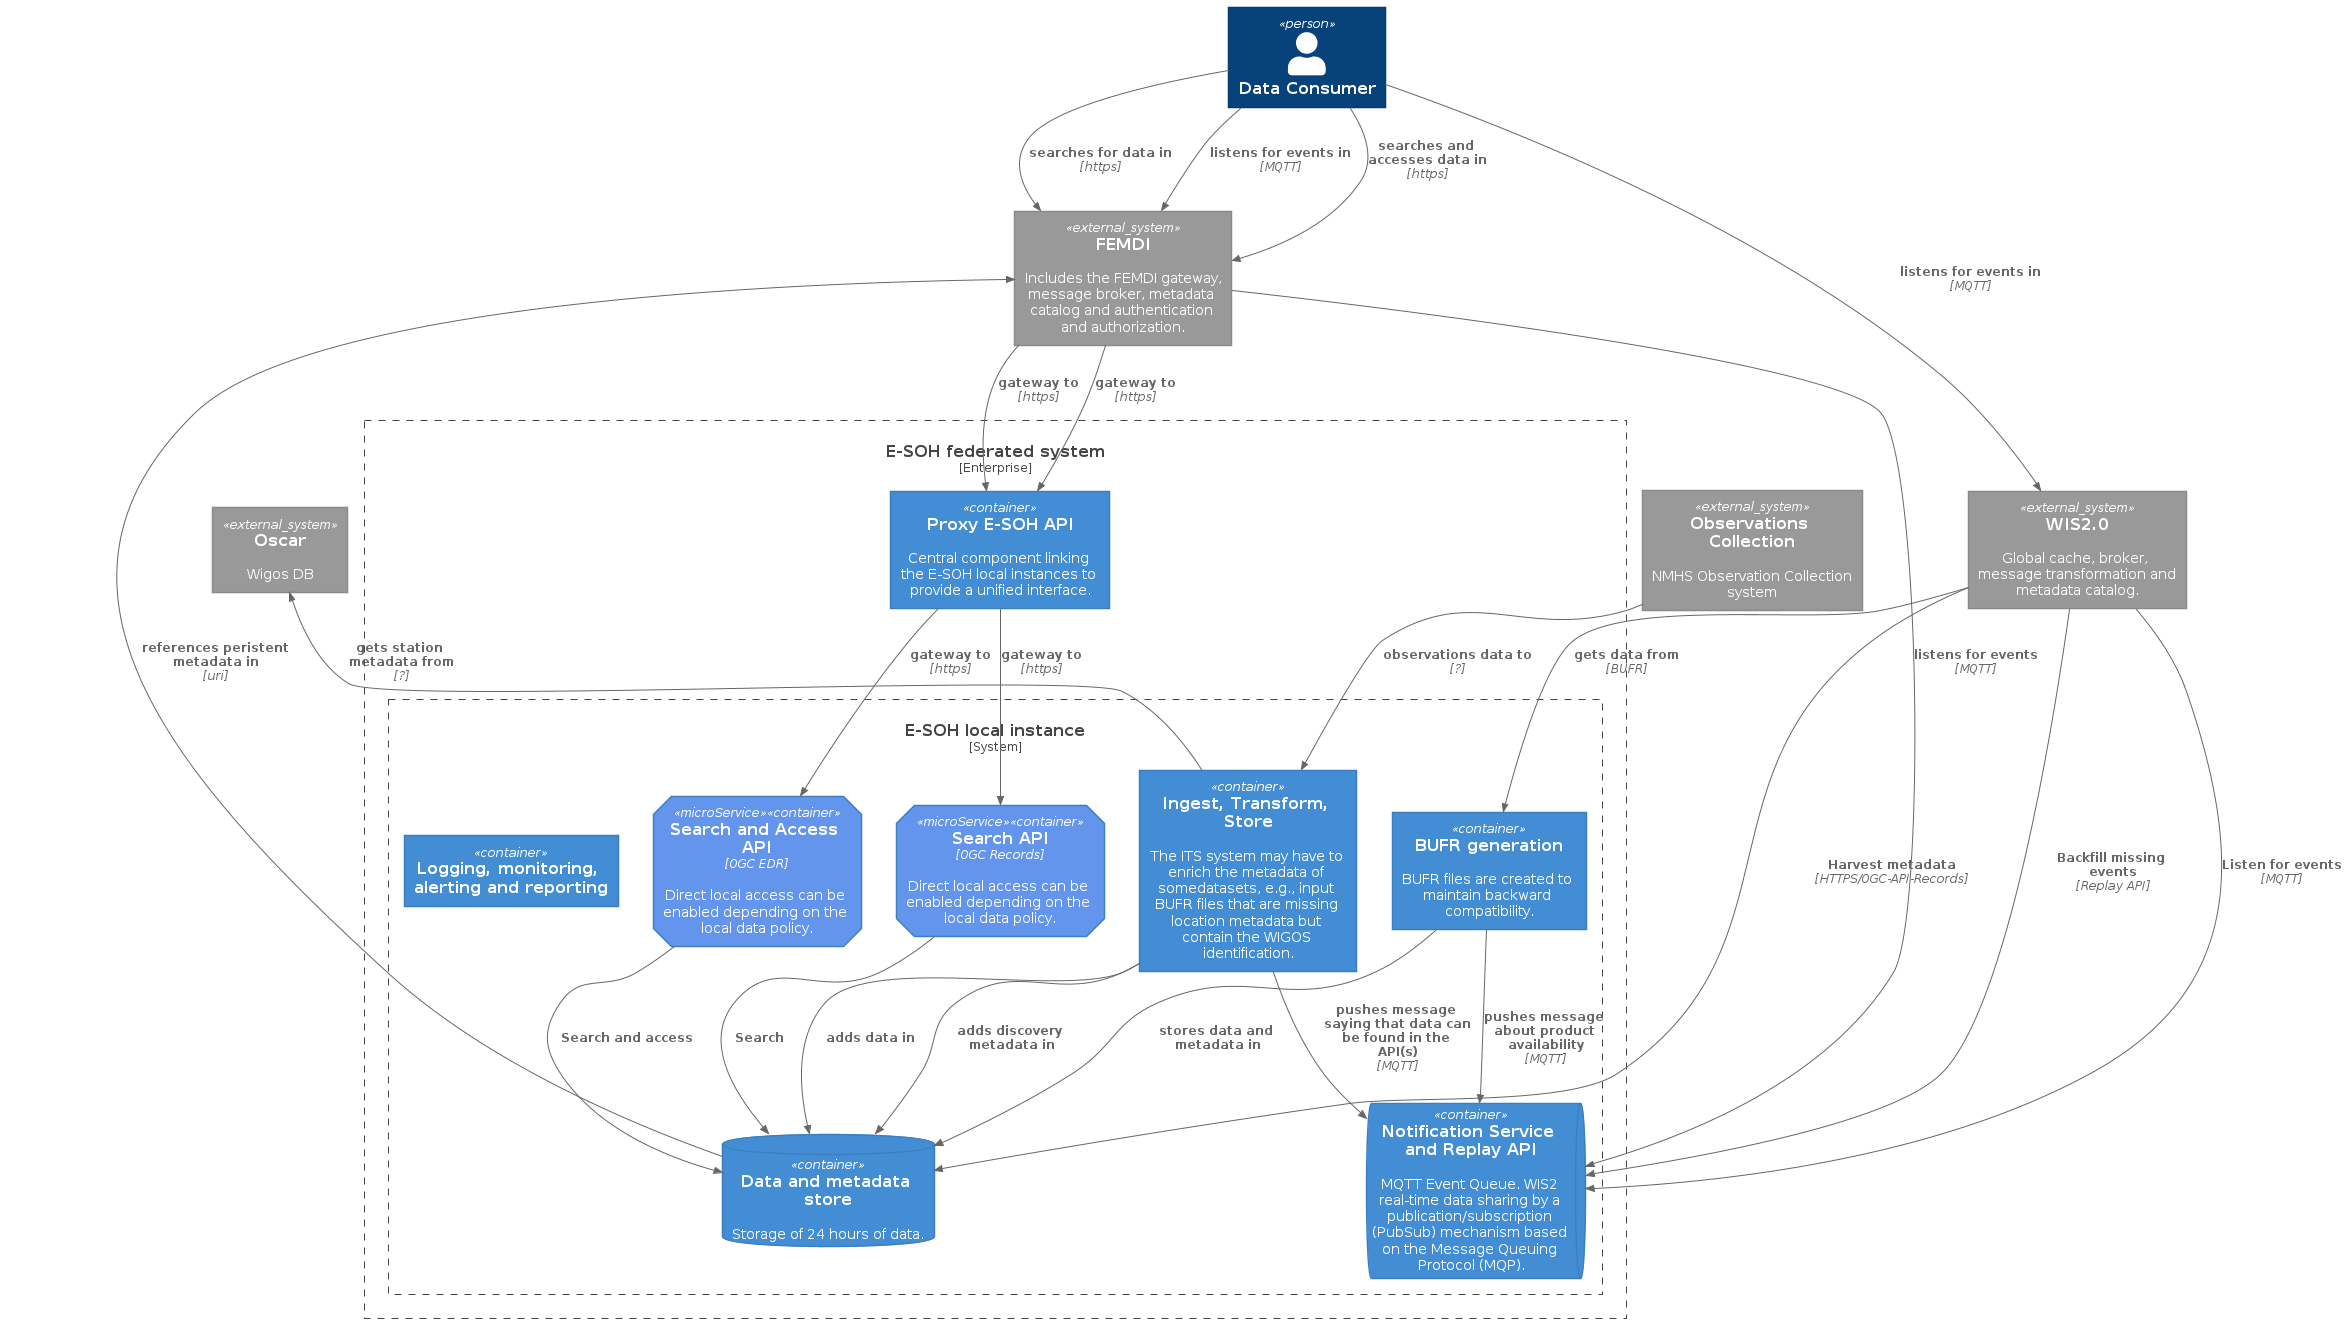 «person»
Data Consumer
searches for data in
[https]
listens for events in
[MQTT]
searches and
accesses data in
[https]
«external_system»
FEMDI
Includes the FEMDI gateway,
message broker, metadata
catalog and authentication
and authorization.
listens for events in
[MQTT]
gateway to
[https]
gateway to
[https]
E-SOH federated system
[Enterprise]
«external_system»
Oscar
Wigos DB
«container»
Proxy E-SOH API
Central component linking
the E-SOH local instances to
provide a unified interface.
«external_system»
Observations
Collection
NMHS Observation Collection
system
«external_system»
WIS2.0
Global cache, broker,
message transformation and
metadata catalog.
references peristent
metadata in
[uri]
gets station
metadata from
[?]
gateway to
[https]
gateway to
[https]
observations data to
[?]
gets data from
[BUFR]
listens for events
[MQTT]
E-SOH local instance
[System]
«container»
Logging, monitoring,
alerting and reporting
«microService»«container»
Search and Access
API
[0GC EDR]
Direct local access can be
enabled depending on the
local data policy.
«microService»«container»
Search API
[0GC Records]
Direct local access can be
enabled depending on the
local data policy.
«container»
Ingest, Transform,
Store
The ITS system may have to
enrich the metadata of
somedatasets, e.g., input
BUFR files that are missing
location metadata but
contain the WIGOS
identification.
«container»
BUFR generation
BUFR files are created to
maintain backward
compatibility.
Harvest metadata
[HTTPS/0GC-API-Records]
Backfill missing
events
[Replay API]
Listen for events
[MQTT]
Search and access
Search
adds data in
adds discovery
metadata in
stores data and
metadata in
pushes message
saying that data can
be found in the
API(s)
[MQTT]
pushes message
about product
availability
[MQTT]
«container»
Data and metadata
store
Storage of 24 hours of data.
«container»
Notification Service
and Replay API
MQTT Event Queue. WIS2
real-time data sharing by a
publication/subscription
(PubSub) mechanism based
on the Message Queuing
Protocol (MQP).